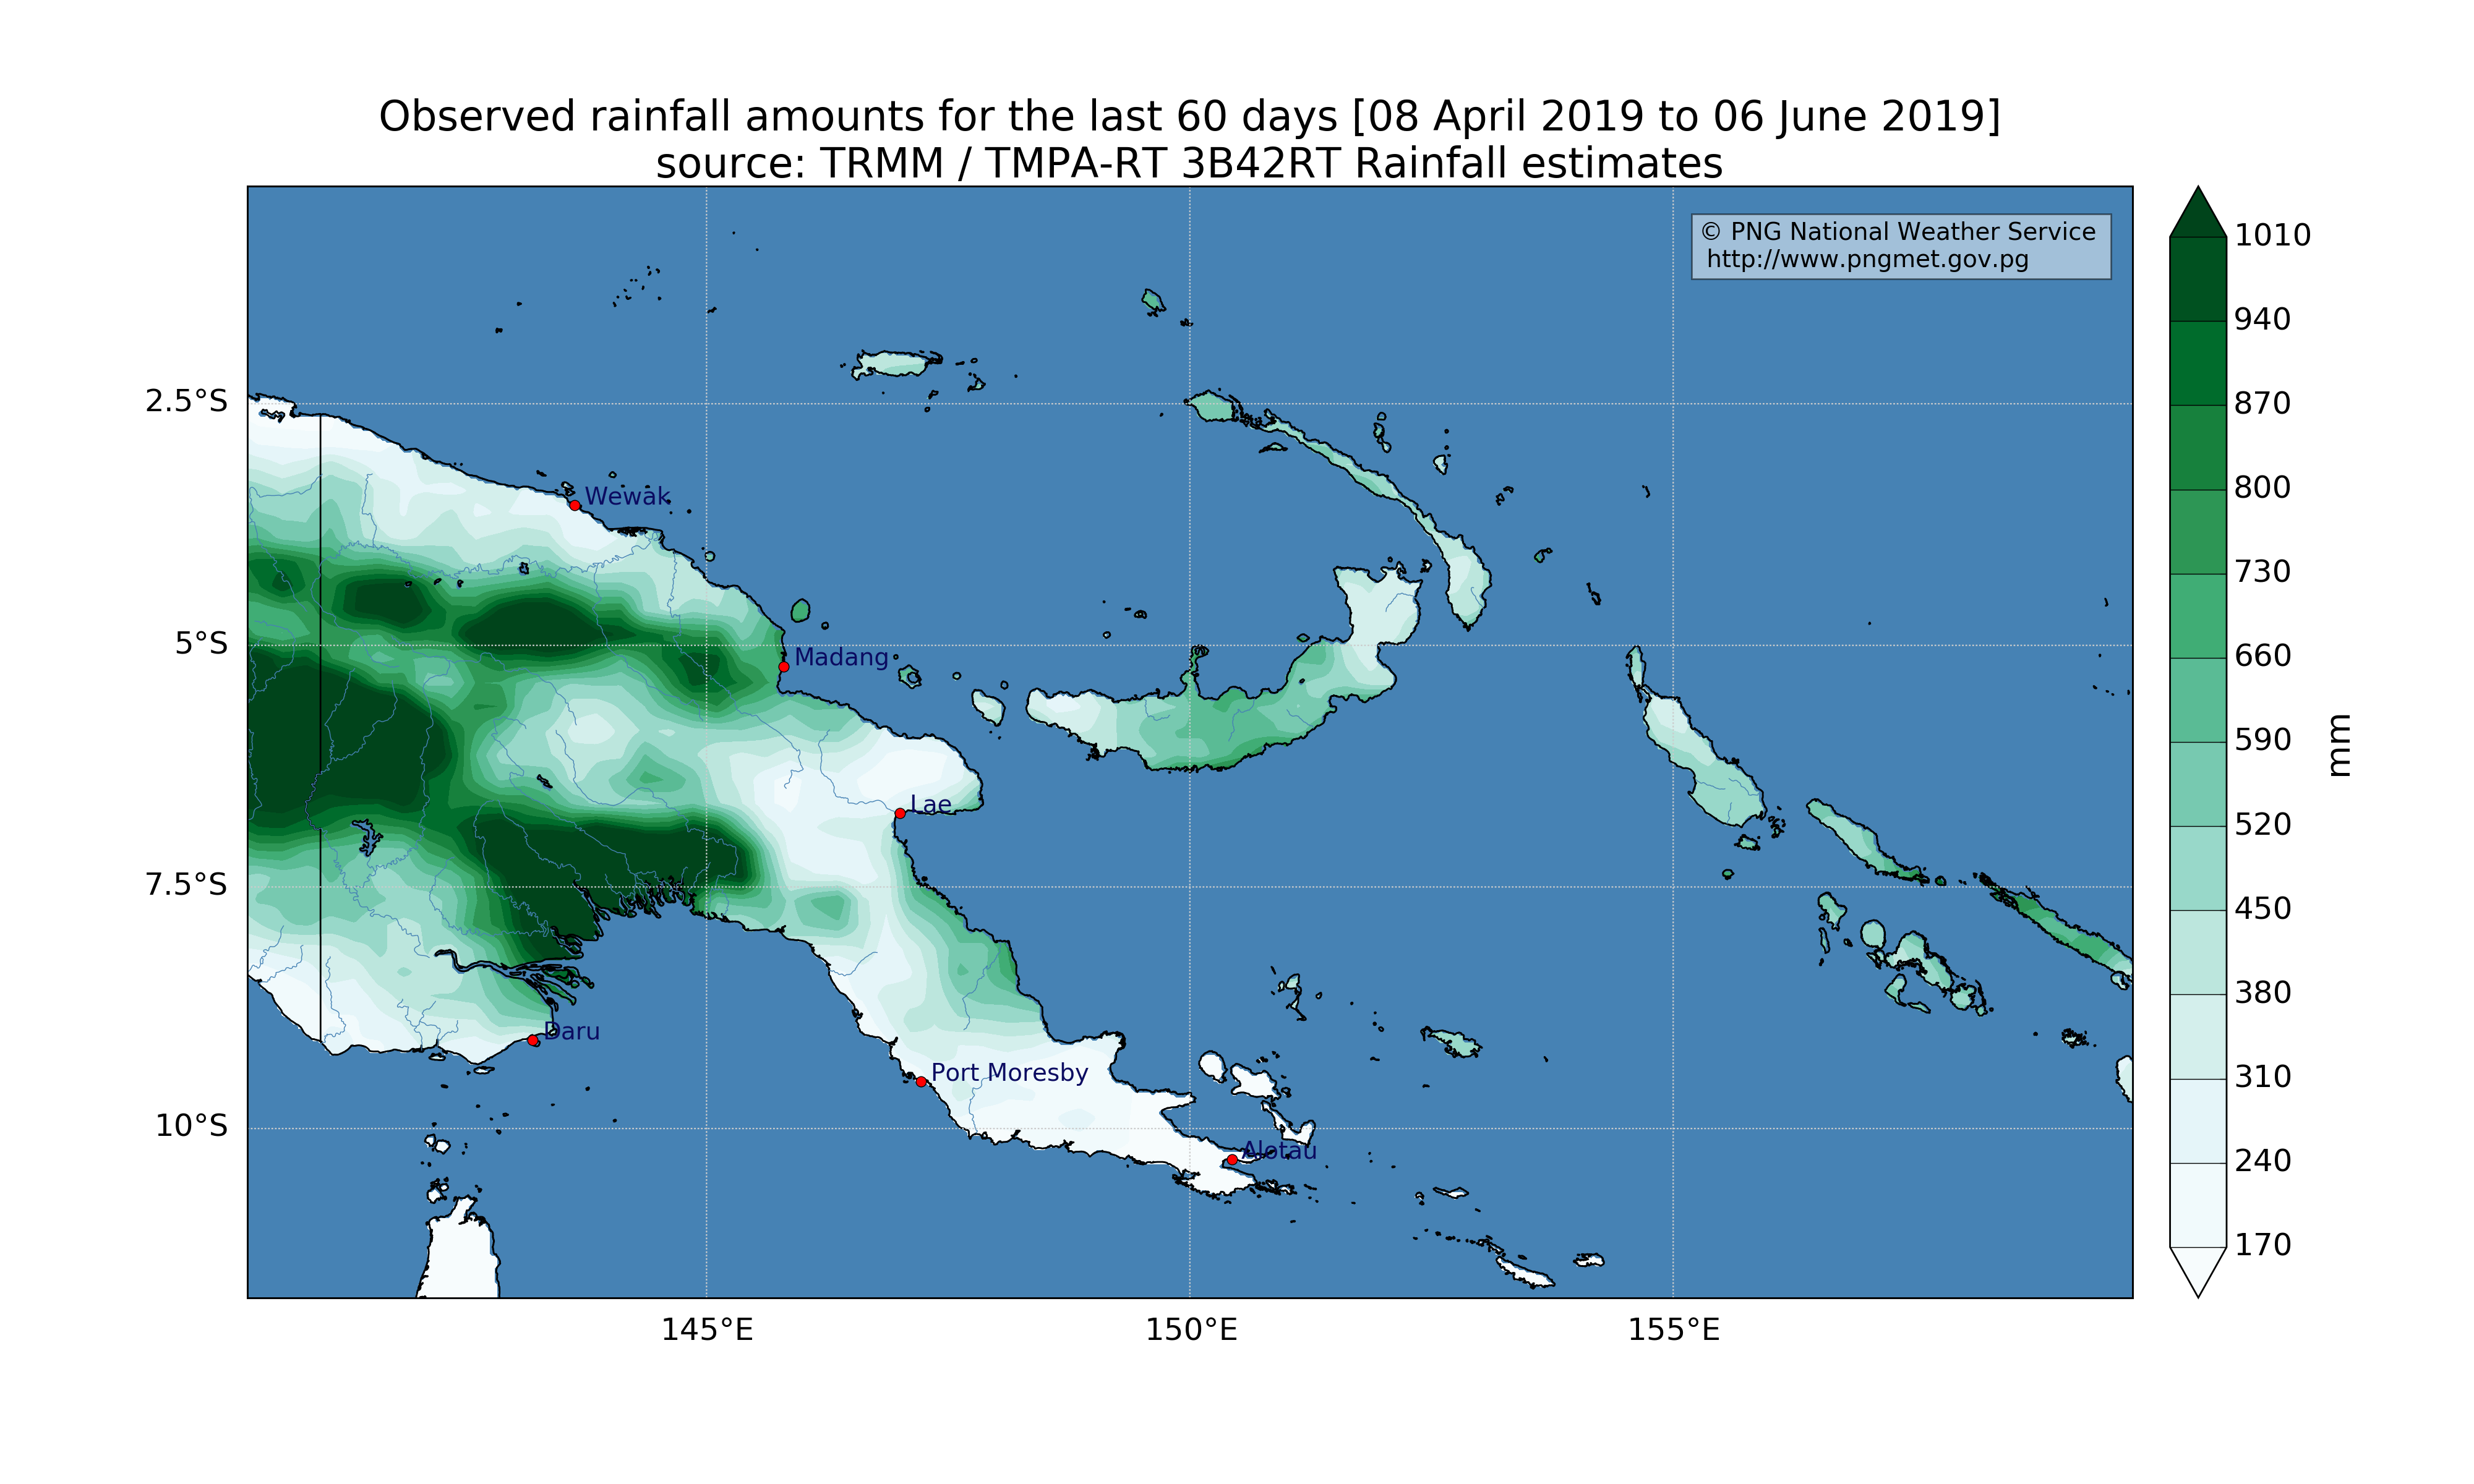 Observed rainfall amounts for the last 60 days [08 April 2019 to 06 June 2019]
source: TRMM / TMPA-RT 3B42RT Rainfall estimates
© PNG National Weather Service
http://www.pngmet.gov.pg
2.5°S
5°S
7.5°S
10°S
Wewak
Madang
Lae
Daru
Port Moresby
Alotau
145°E
150°E
155°E
1010
940
870
800
730
660
590
520
450
380
310
240
170
mm